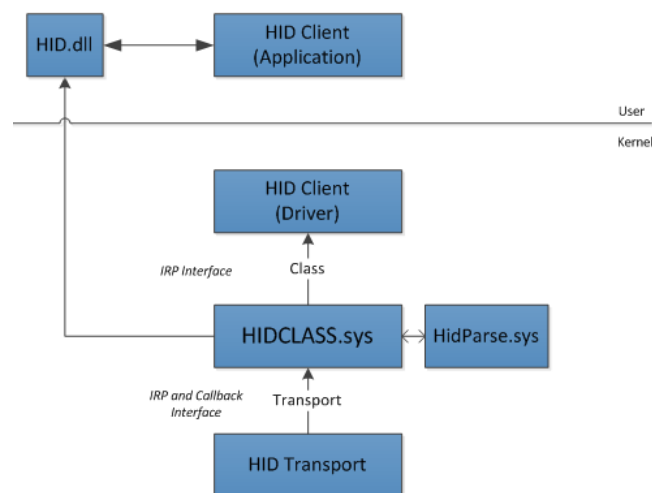 HID.dll
HID Client
(Application)
User
Kernel
HID Client
(Driver)
IRP Interface
Class
HIDCLASS.sys
HidParse.sys
IRP and Callback
Interface
Transport
HID Transport